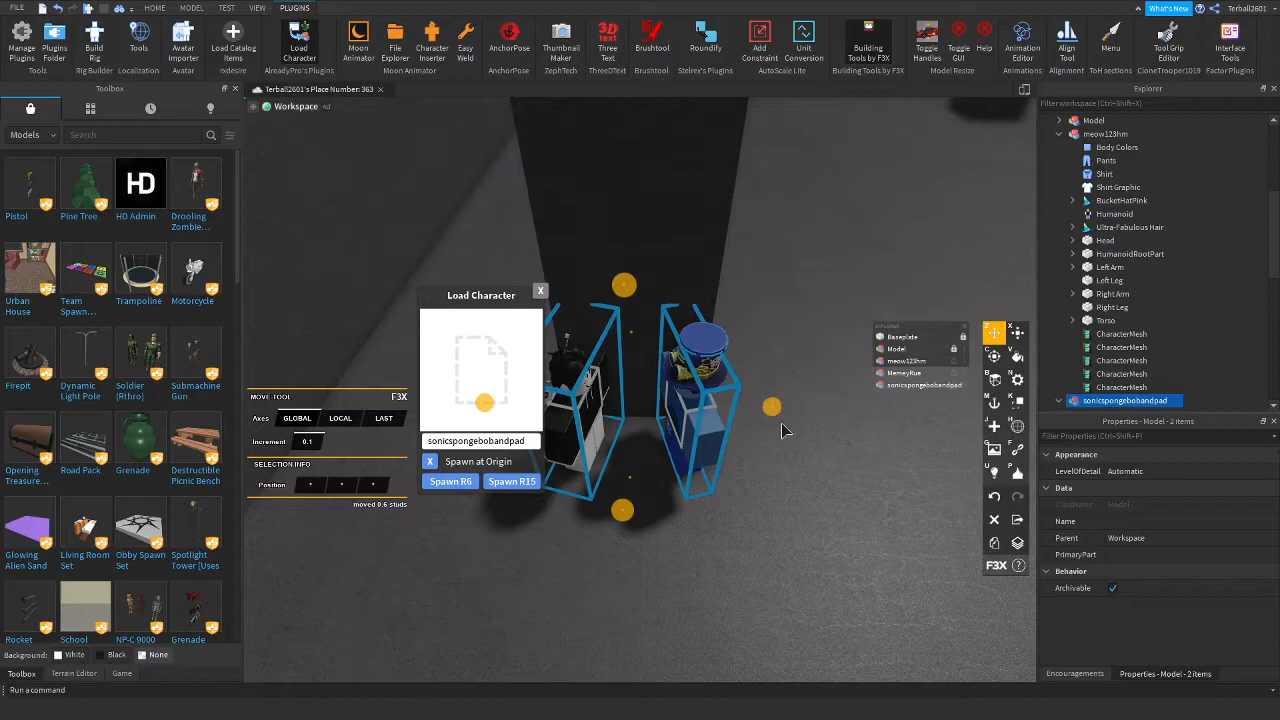 FILE HOME MODEL TEST VIEW PLUGINS What's New Terball2601
Manage Plugins
Plugins Folder
Build Rig
Tools
Avatar Importer
Load Catalog Items
Load Character
Moon Animator
File Explorer
Character Inserter
Easy Weld
AnchorPose
Thumbnail Maker
3D TEXT
Three Text
Brushtool
Roundify
Add Constraint
Unit Conversion
Building Tools by F3X
Toggle Handles
Toggle GUI
Help
Animation Editor
Align Tool
Menu
Tool Grip Editor
Interface Tools
Tools Rig Builder Localization Avatar rxdesire AlreadyPro's Plugins Moon Animator AnchorPose ZephTech ThreeDText Brushtool Stelrex's Plugins AutoScale Lite Building Tools by F3X Model Resize Animations Alignment ToH sections CloneTrooper1019 Factor Plugins
Toolbox
Terball2601's Place Number: 363
Workspace
Models
Search
Pistol
Pine Tree
HD
HD Admin
Drooling Zombie...
Urban House
Team Spawn...
Trampoline
Motorcycle
Firepit
Dynamic Light Pole
Soldier (Rthro)
Submachine Gun
Opening Treasure...
Road Pack
Grenade
Destructible Picnic Bench
Glowing Alien Sand
Living Room Set
Obby Spawn Set
Spotlight Tower [Uses
Rocket
School
NPC 9000
Grenade
Background: White Black None
Toolbox Terrain Editor Game
Run a command
MOVE TOOL F3X
Axes GLOBAL LOCAL LAST
Increment 0.1
SELECTION INFO
Position * * *
moved 0.6 studs
Load Character X
sonicspongebobandpad
X Spawn at Origin
Spawn R6 Spawn R15
EXPLORER
Baseplate
Model
meow123hm
MemeyRue
sonicspongebobandpad
Z X
C V
B N
M K
J H
T R
G L
U P
F3X ?
Explorer
Filter workspace (Ctrl+Shift+X)
Model
meow123hm
Body Colors
Pants
Shirt
Shirt Graphic
BucketHatPink
Humanoid
Ultra-Fabulous Hair
Head
HumanoidRootPart
Left Arm
Left Leg
Right Arm
Right Leg
Torso
CharacterMesh
CharacterMesh
CharacterMesh
CharacterMesh
CharacterMesh
sonicspongebobandpad
Properties - Model - 2 items
Filter Properties (Ctrl+Shift+P)
Appearance
LevelOfDetail Automatic
Data
ClassName Model
Name
Parent Workspace
PrimaryPart
Behavior
Archivable
Encouragements Properties - Model - 2 items